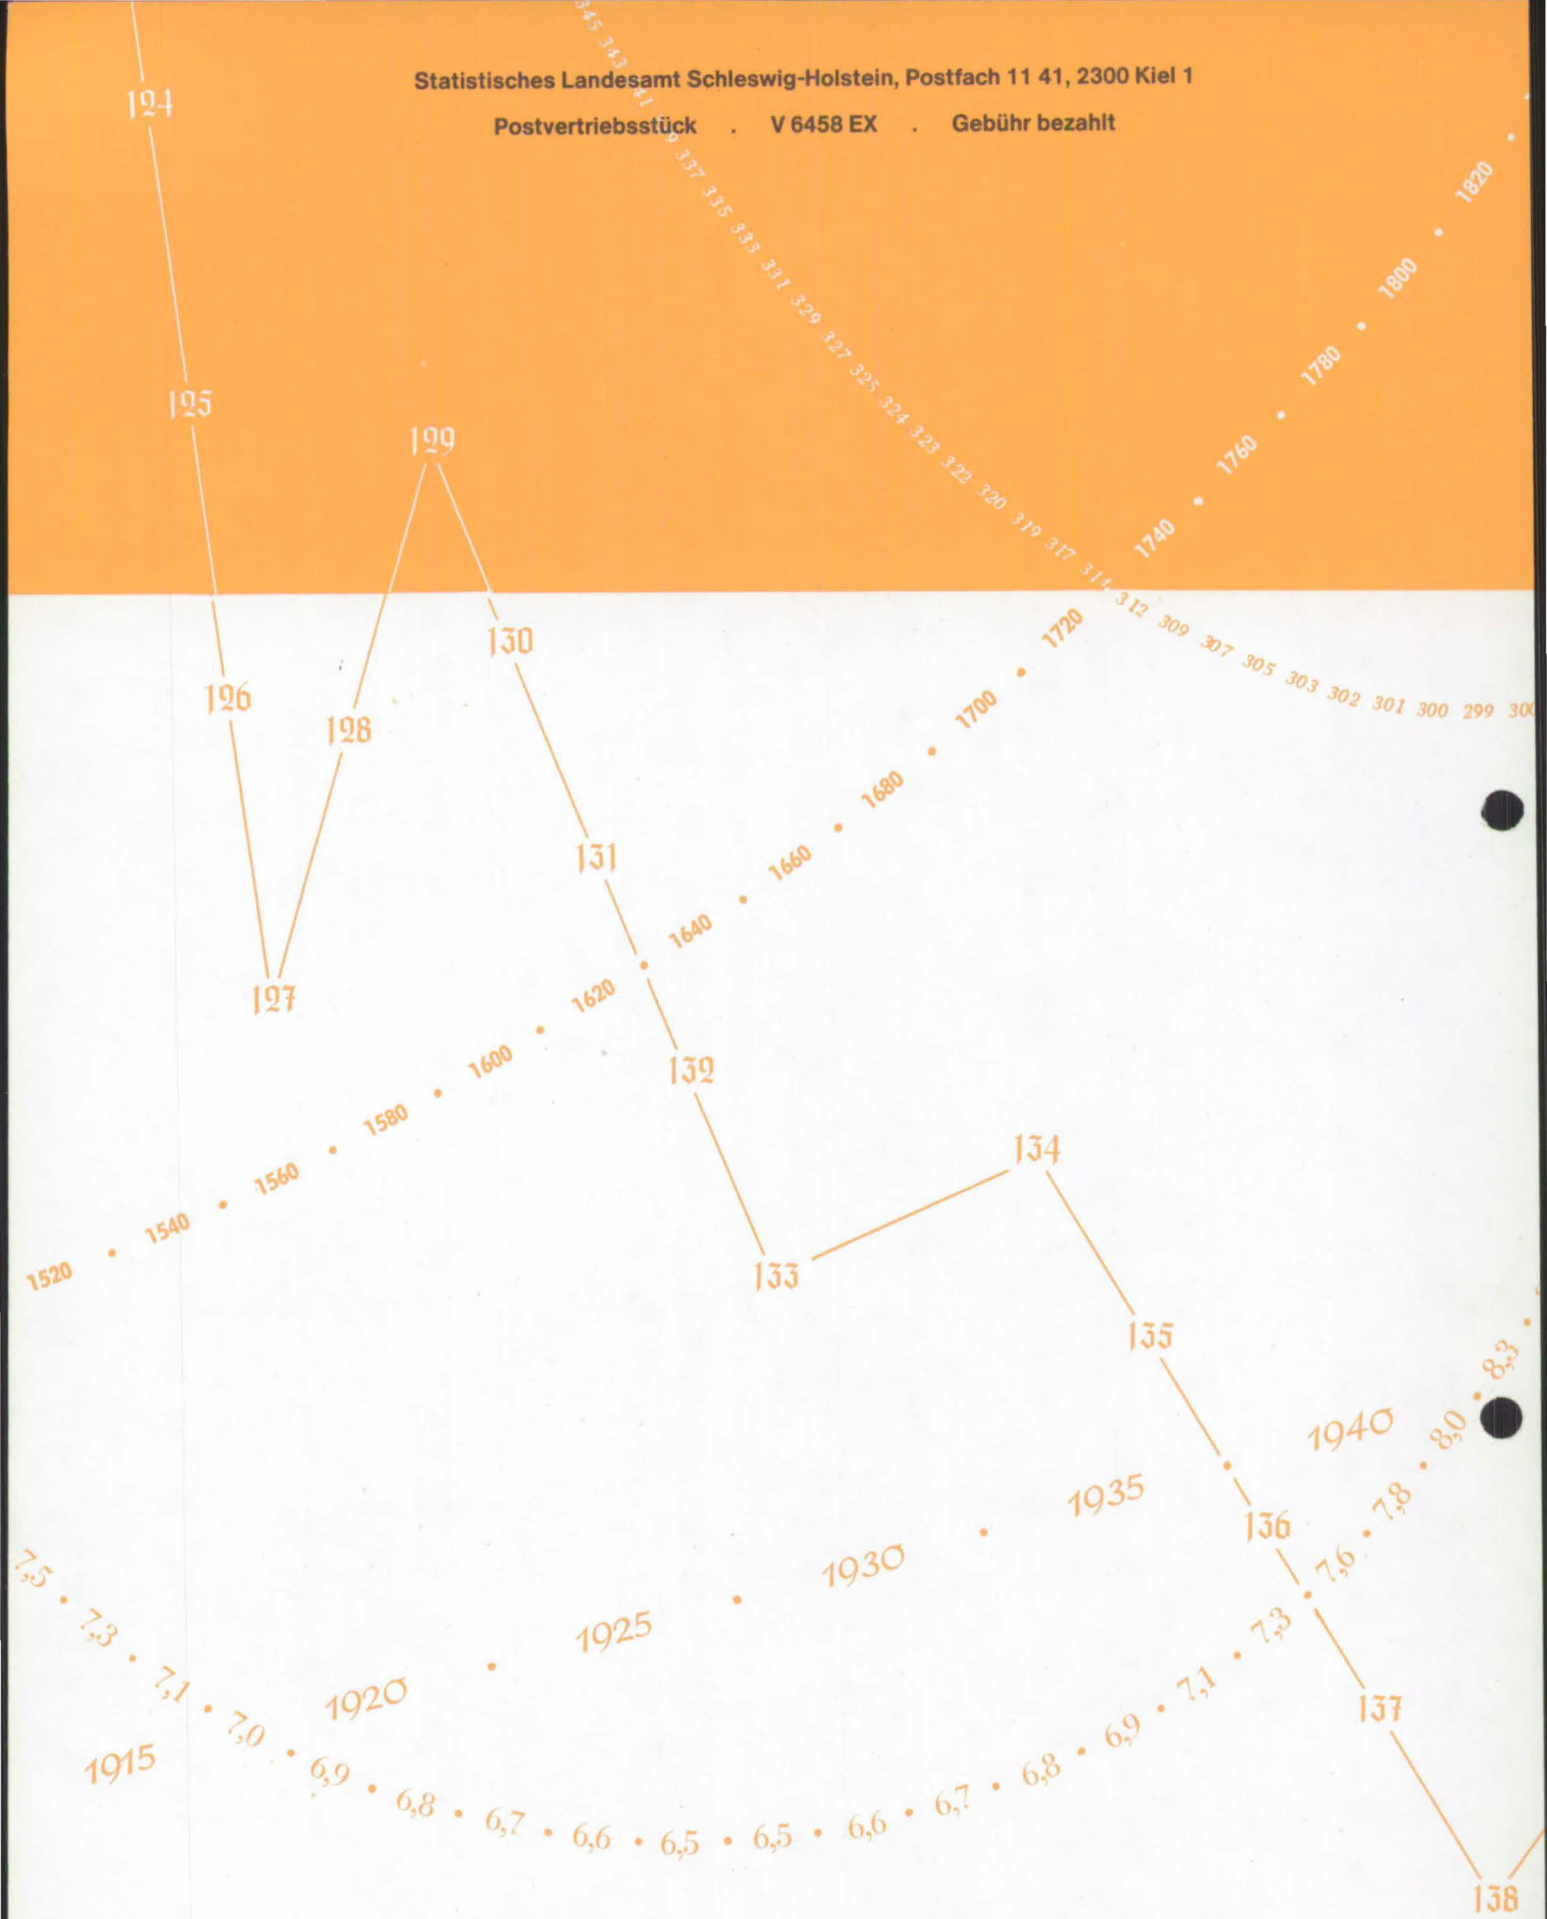 Statistisches Landesamt Schleswig-Holstein, Postfach 11 41, 2300 Kiel 1
Postvertriebsstück . V 6458 EX . Gebühr bezahlt
124
125
126
127
128
129
130
131
132
133
134
135
136
137
138
345 343 341 339 337 335 333 331 329 327 325 324 323 322 320 319 317 314 312 309 307 305 303 302 301 300 299 300
1520 • 1540 • 1560 • 1580 • 1600 • 1620 • 1640 • 1660 • 1680 • 1700 • 1720 1740 • 1760 • 1780 • 1800 • 1820 •
1915 1920 • 1925 • 1930 • 1935 • 1940
7,5 • 7,3 • 7,1 • 7,0 • 6,9 • 6,8 • 6,7 • 6,6 • 6,5 • 6,5 • 6,6 • 6,7 • 6,8 • 6,9 • 7,1 • 7,3 • 7,6 • 7,8 • 8,0 • 8,3 •